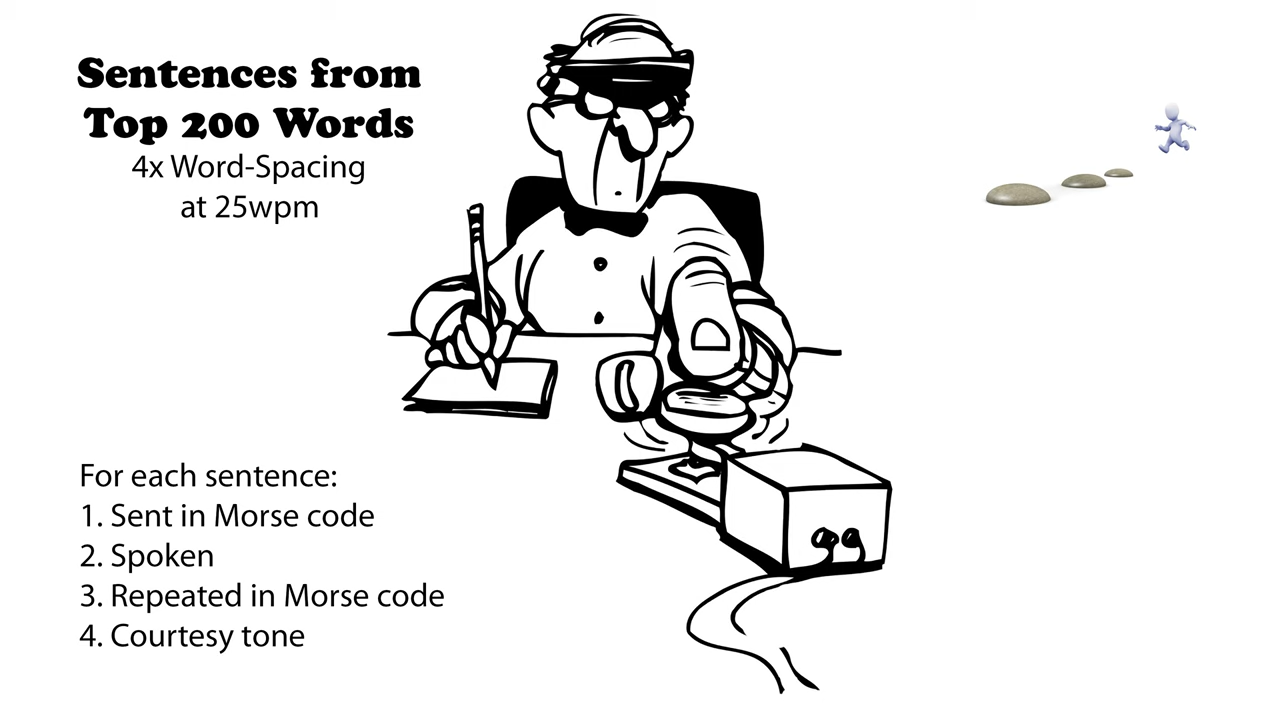 Sentences from
Top 200 Words
4x Word-Spacing
at 25wpm
For each sentence:
1. Sent in Morse code
2. Spoken
3. Repeated in Morse code
4. Courtesy tone